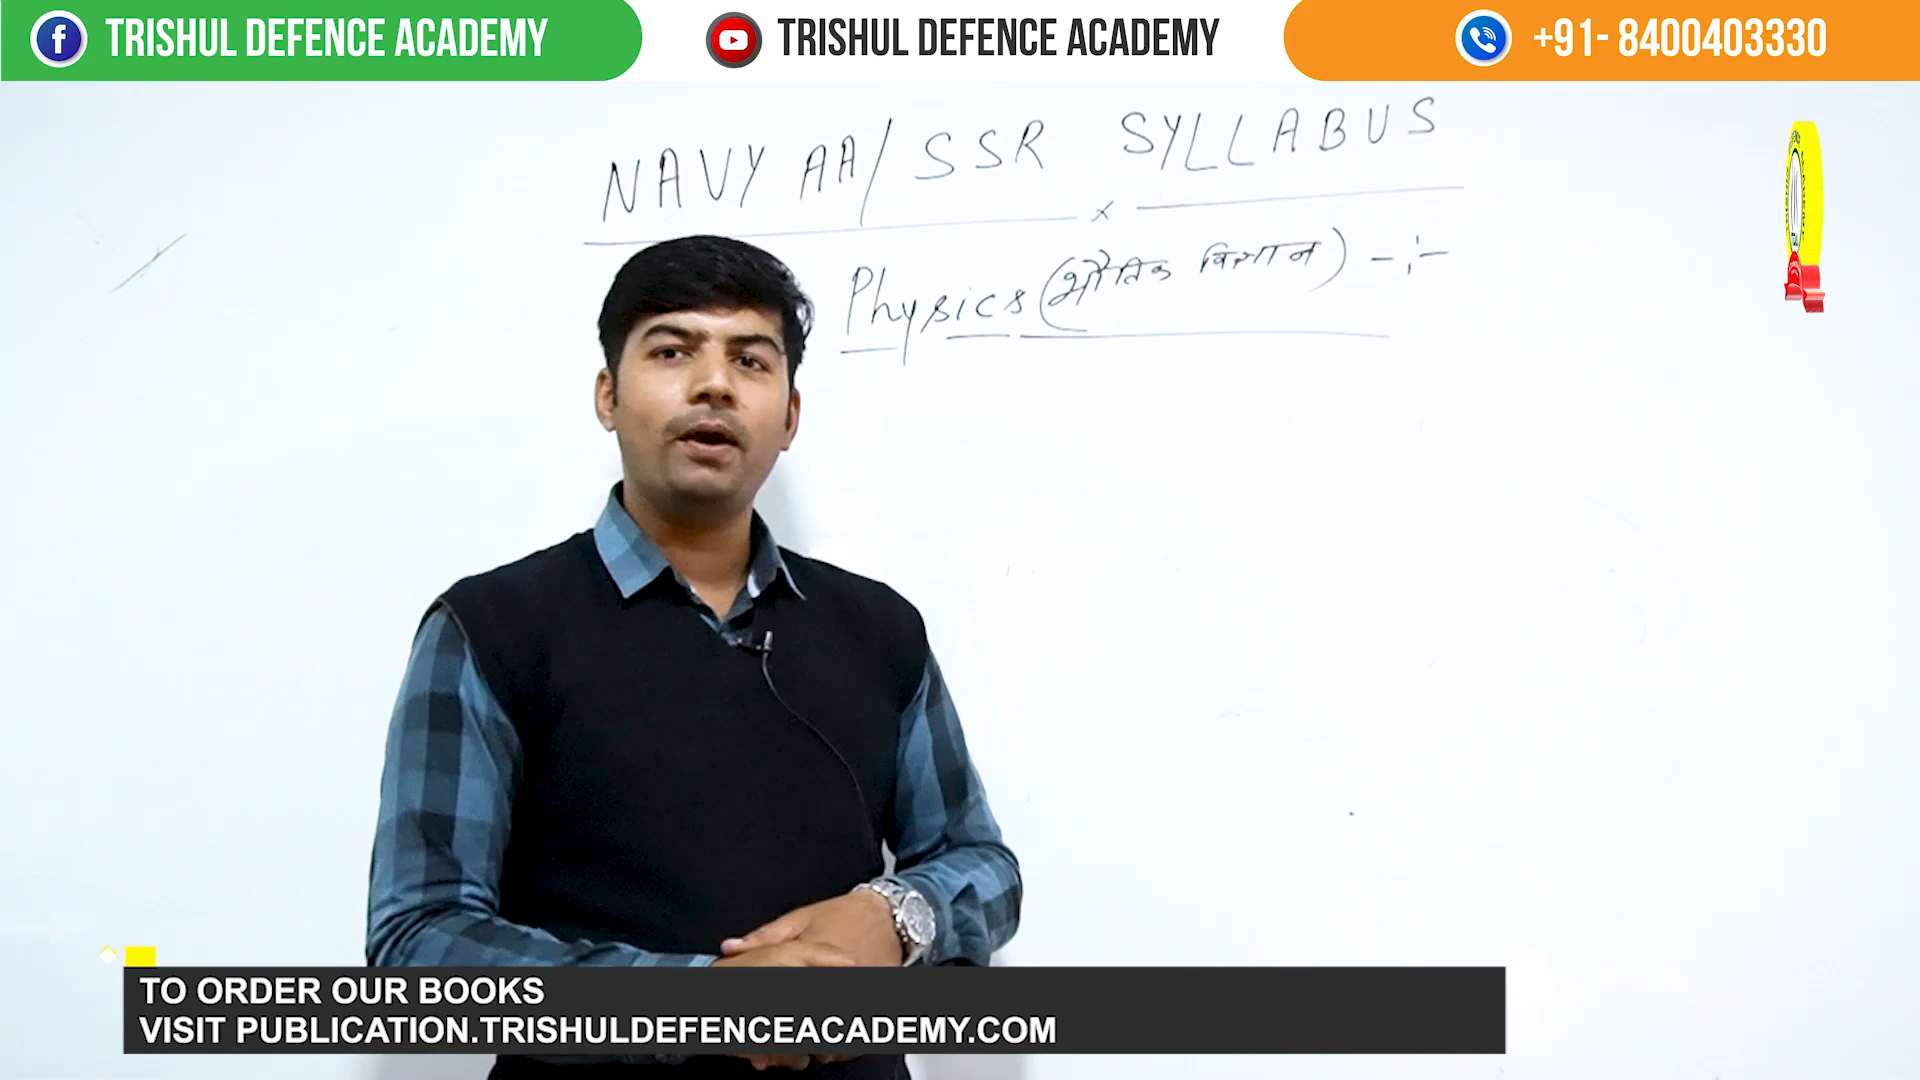 TRISHUL DEFENCE ACADEMY
TRISHUL DEFENCE ACADEMY
+91- 8400403330
NAVY AA/SSR SYLLABUS
Physics (भौतिक विज्ञान) -:-
TO ORDER OUR BOOKS
VISIT PUBLICATION.TRISHULDEFENCEACADEMY.COM